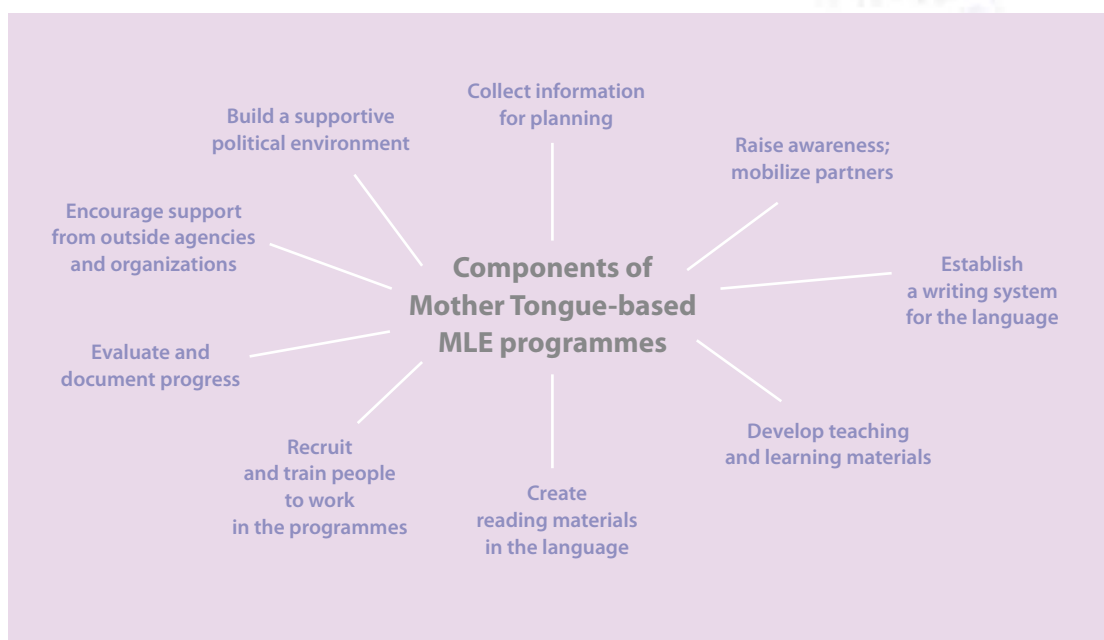 Components of
Mother Tongue-based
MLE programmes
Collect information
for planning
Raise awareness;
mobilize partners
Establish
a writing system
for the language
Develop teaching
and learning materials
Create
reading materials
in the language
Recruit
and train people
to work
in the programmes
Evaluate and
document progress
Encourage support
from outside agencies
and organizations
Build a supportive
political environment